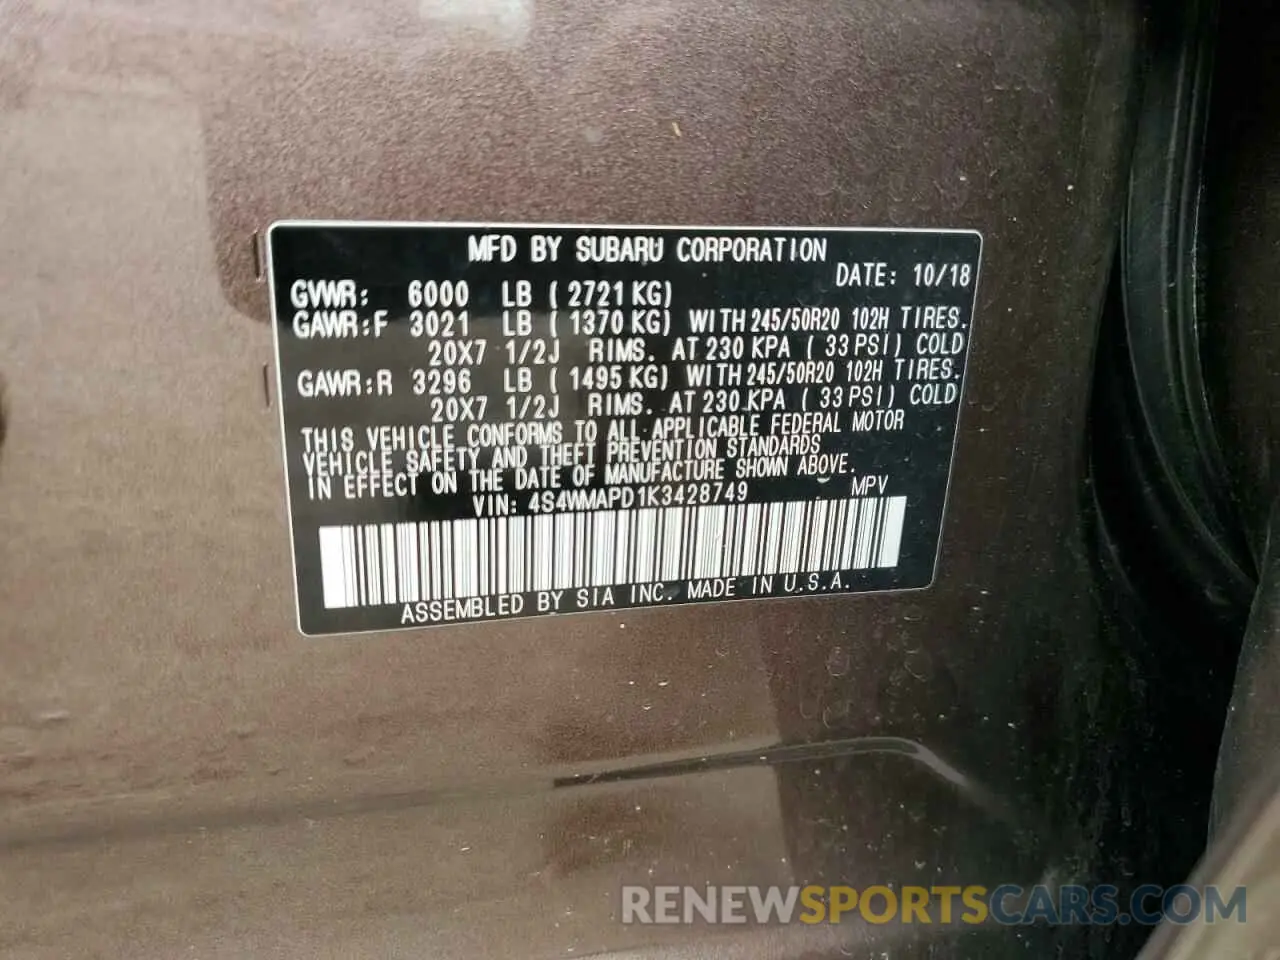 MFD BY SUBARU CORPORATION
DATE: 10/18
GVWR: 6000 LB ( 2721 KG)
GAWR:F 3021 LB ( 1370 KG) WITH 245/50R20 102H TIRES.
20X7 1/2J RIMS. AT 230 KPA ( 33 PSI) COLD
GAWR:R 3296 LB ( 1495 KG) WITH 245/50R20 102H TIRES.
20X7 1/2J RIMS. AT 230 KPA ( 33 PSI) COLD
THIS VEHICLE CONFORMS TO ALL APPLICABLE FEDERAL MOTOR
VEHICLE SAFETY AND THEFT PREVENTION STANDARDS
IN EFFECT ON THE DATE OF MANUFACTURE SHOWN ABOVE.
VIN: 4S4WMAPD1K3428749 MPV
ASSEMBLED BY SIA INC. MADE IN U.S.A.
RENEWSPORTSCARS.COM